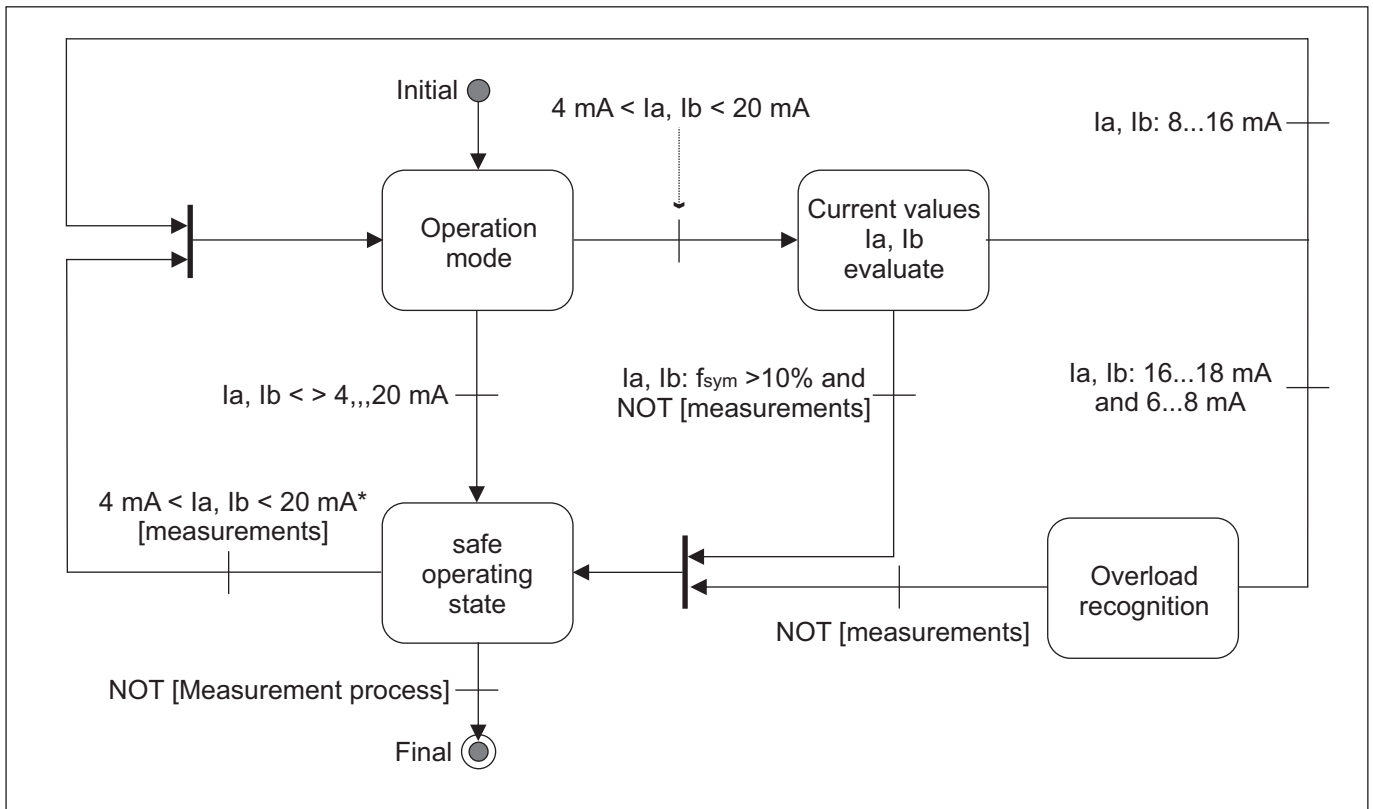 Initial
4 mA < Ia, Ib < 20 mA
Ia, Ib: 8...16 mA
Operation
mode
Current values
Ia, Ib
evaluate
Ia, Ib < > 4,,,20 mA
Ia, Ib: fsym >10% and
NOT [measurements]
Ia, Ib: 16...18 mA
and 6...8 mA
4 mA < Ia, Ib < 20 mA*
[measurements]
safe
operating
state
Overload
recognition
NOT [measurements]
NOT [Measurement process]
Final